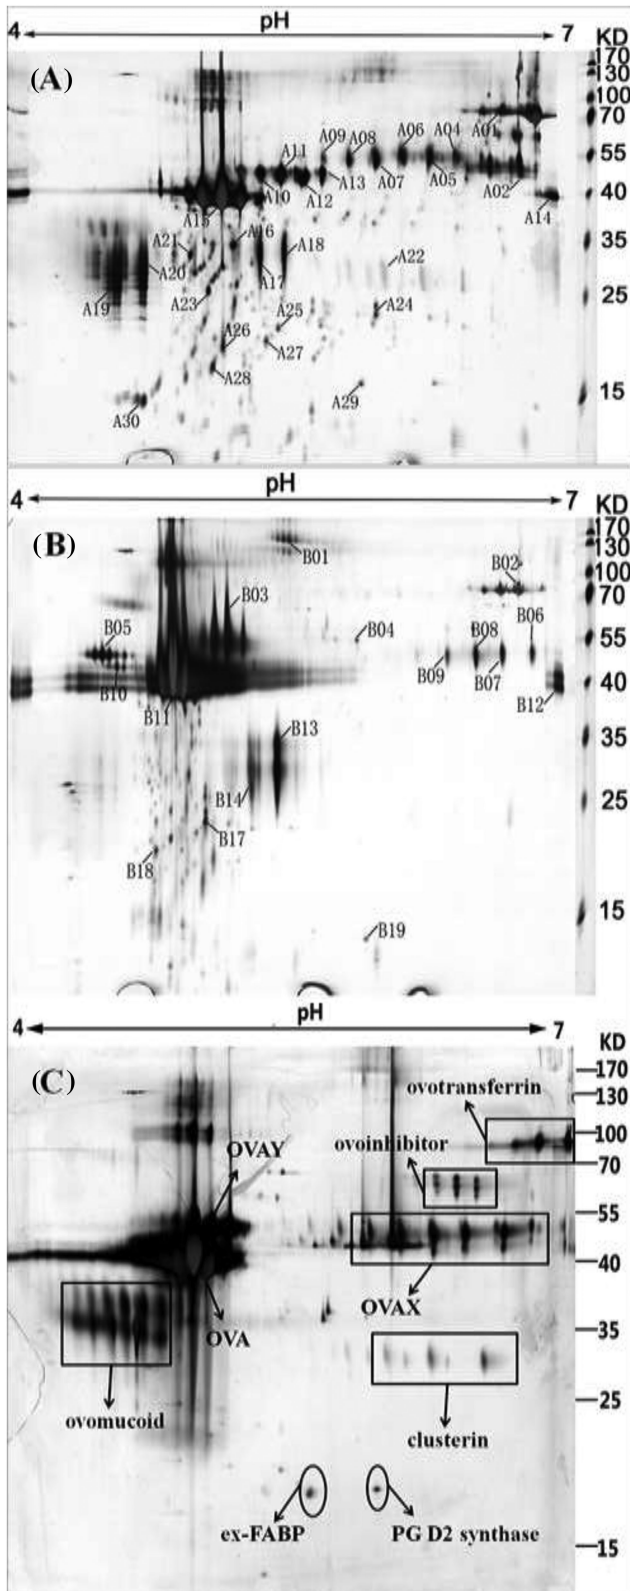 4 pH 7 KD
(A)
170
130
100
70
55
40
35
25
15
A01
A04
A06
A08
A09
A11
A05
A07
A13
A02
A10
A12
A14
A15
A16
A18
A21
A20
A22
A17
A19
A23
A24
A25
A26
A27
A28
A29
A30
4 pH 7 KD
(B)
170
130
100
70
55
40
35
25
15
B01
B02
B03
B04
B05
B06
B08
B09
B07
B10
B11
B12
B13
B14
B17
B18
B19
4 pH 7
KD
(C)
170
130
100
70
55
40
35
25
15
ovotransferrin
ovoinhibitor
OVAY
OVAX
OVA
ovomucoid
clusterin
ex-FABP
PG D2 synthase